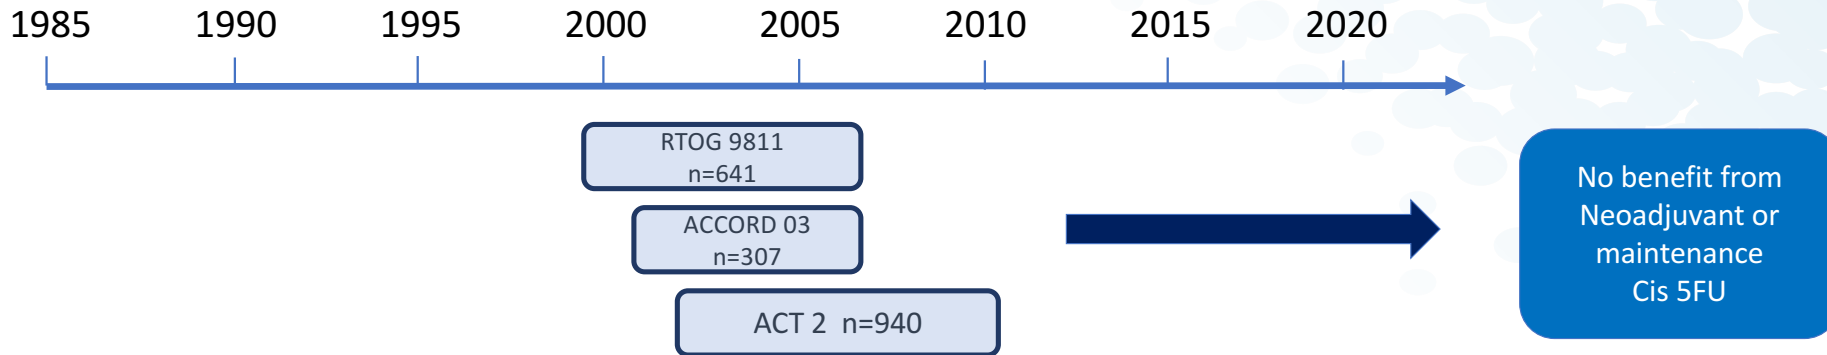 1985 1990 1995 2000 2005 2010 2015 2020
RTOG 9811
n=641
ACCORD 03
n=307
ACT 2 n=940
No benefit from
Neoadjuvant or
maintenance
Cis 5FU